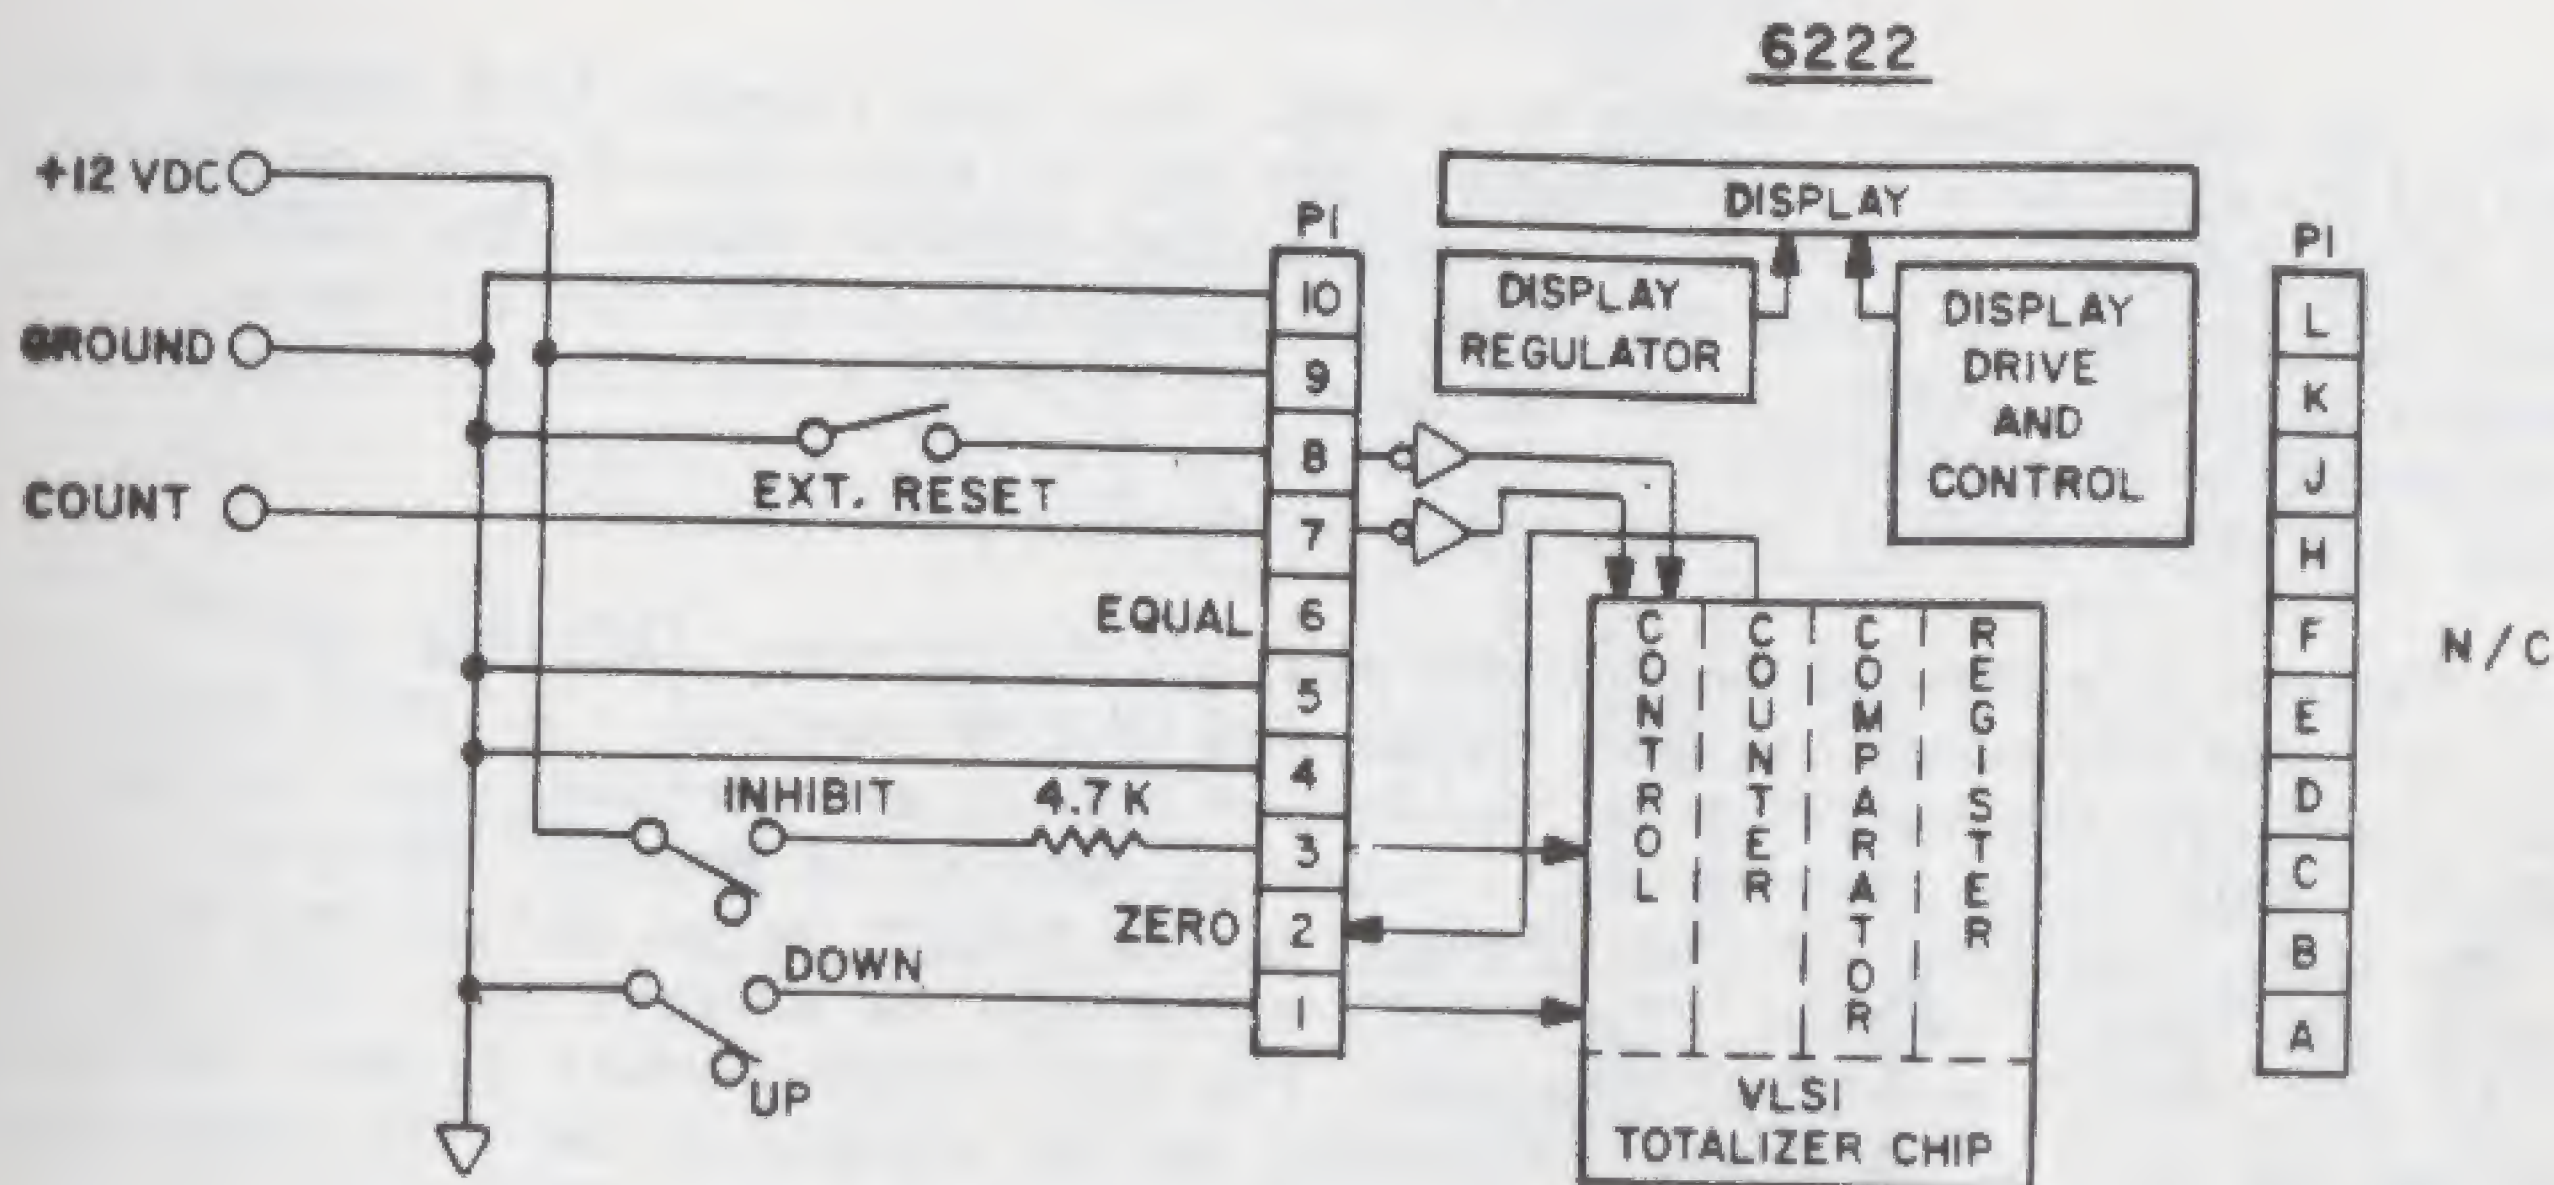 6222
+12 VDC
GROUND
COUNT
P1
10
9
8
7
6
5
4
3
2
1
EXT. RESET
EQUAL
INHIBIT
4.7 K
ZERO
DOWN
UP
DISPLAY
DISPLAY
REGULATOR
DISPLAY
DRIVE
AND
CONTROL
CONTROL
COUNTER
COMPARATOR
REGISTER
VLSI
TOTALIZER CHIP
P1
L
K
J
H
F
E
D
C
B
A
N/C